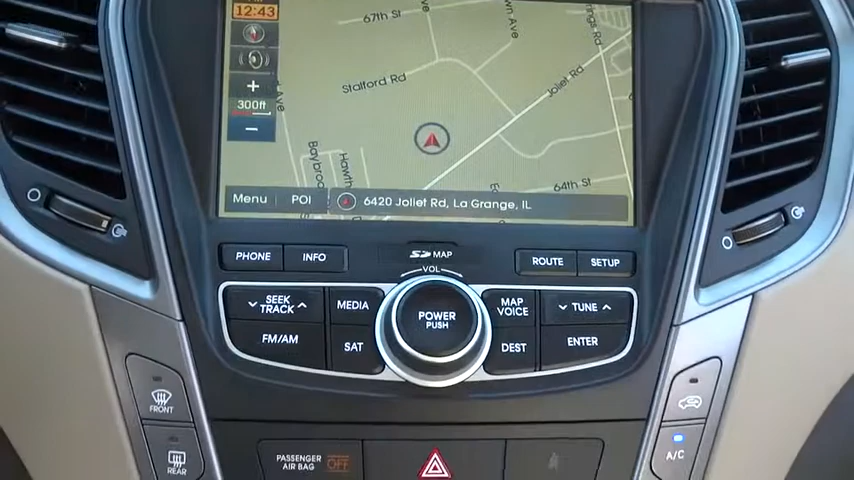 12:43
67th St
Stalford Rd
Joliet Rd
300ft
Ave
Baybrook
Hawth
64th St
Menu
POI
6420 Joliet Rd, La Grange, IL
PHONE
INFO
SD MAP
ROUTE
SETUP
VOL
SEEK
TRACK
MEDIA
POWER
PUSH
MAP
VOICE
TUNE
FM/AM
SAT
DEST
ENTER
FRONT
REAR
A/C
PASSENGER
AIR BAG
OFF